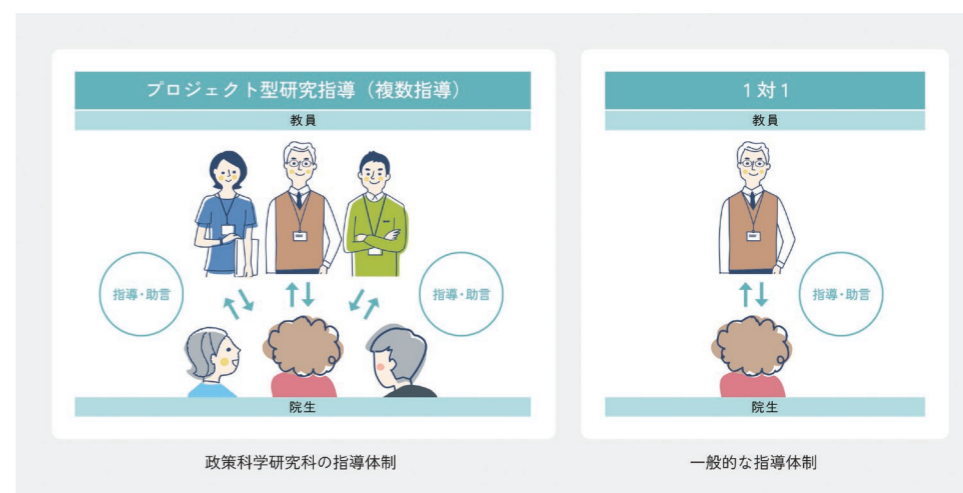 プロジェクト型研究指導（複数指導）
教員
指導・助言
指導・助言
院生
政策科学研究科の指導体制
1対1
教員
指導・助言
院生
一般的な指導体制